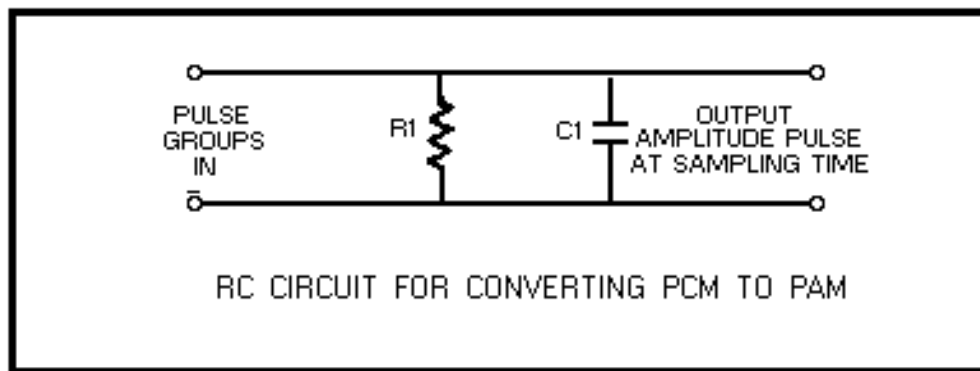 PULSE
GROUPS
IN
R1
C1
OUTPUT
AMPLITUDE PULSE
AT SAMPLING TIME
RC CIRCUIT FOR CONVERTING PCM TO PAM